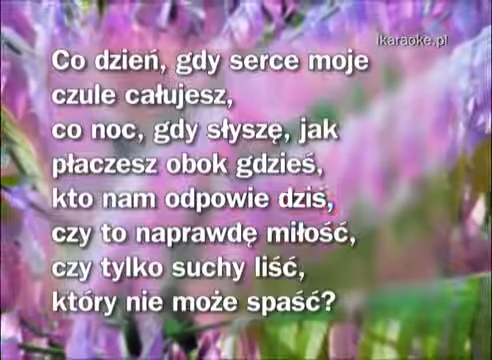 ikaraoke.pl
Co dzień, gdy serce moje
czule całujesz,
co noc, gdy słyszę, jak
płaczesz obok gdzieś,
kto nam odpowie dziś,
czy to naprawdę miłość,
czy tylko suchy liść,
który nie może spaść?